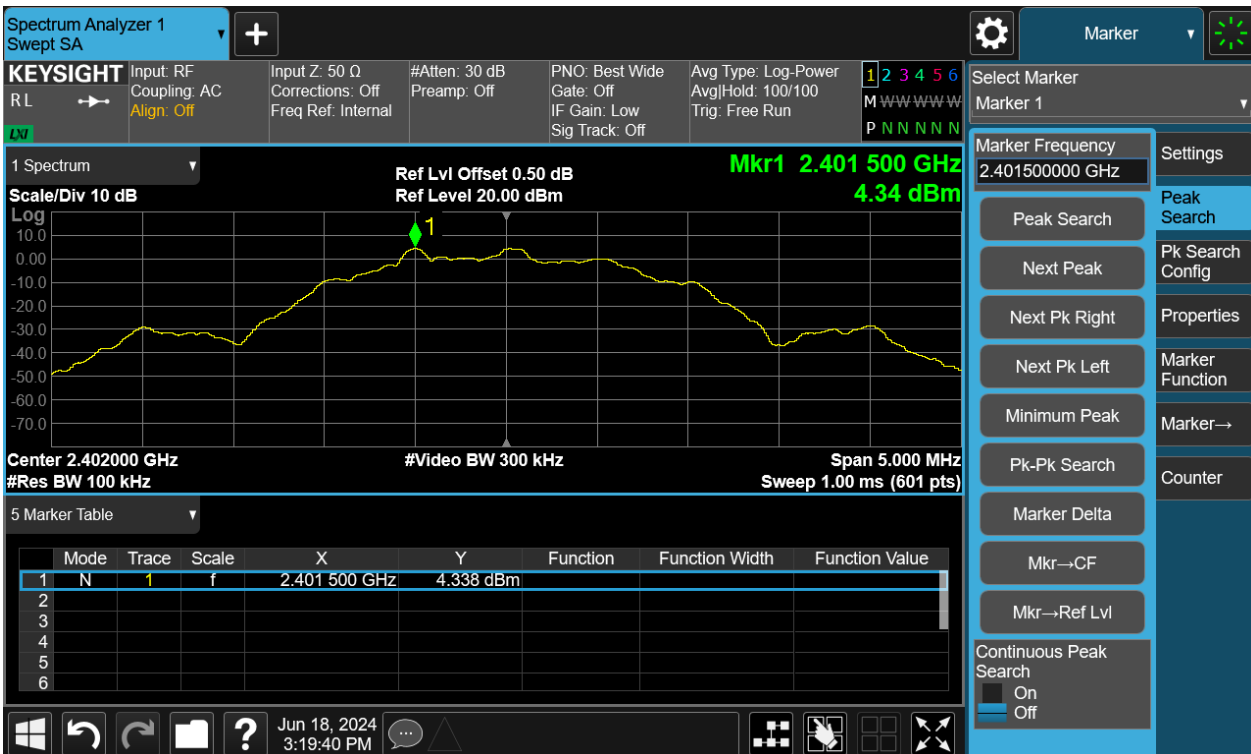 Spectrum Analyzer 1
Swept SA
+
Marker
KEYSIGHT
R L
LXI
Input: RF
Coupling: AC
Align: Off
Input Z: 50 Ω
Corrections: Off
Freq Ref: Internal
#Atten: 30 dB
Preamp: Off
PNO: Best Wide
Gate: Off
IF Gain: Low
Sig Track: Off
Avg Type: Log-Power
Avg|Hold: 100/100
Trig: Free Run
1 2 3 4 5 6
M W W W W W
P N N N N N
1 Spectrum
Scale/Div 10 dB
Ref Lvl Offset 0.50 dB
Ref Level 20.00 dBm
Mkr1 2.401 500 GHz
4.34 dBm
Log
10.0
0.00
-10.0
-20.0
-30.0
-40.0
-50.0
-60.0
-70.0
1
Center 2.402000 GHz
#Res BW 100 kHz
#Video BW 300 kHz
Span 5.000 MHz
Sweep 1.00 ms (601 pts)
5 Marker Table
Mode Trace Scale X Y Function Function Width Function Value
1 N 1 f 2.401 500 GHz 4.338 dBm
2
3
4
5
6
Select Marker
Marker 1
Marker Frequency
2.401500000 GHz
Peak Search
Next Peak
Next Pk Right
Next Pk Left
Minimum Peak
Pk-Pk Search
Marker Delta
Mkr→CF
Mkr→Ref Lvl
Continuous Peak
Search
On
Off
Settings
Peak
Search
Pk Search
Config
Properties
Marker
Function
Marker→
Counter
?
Jun 18, 2024
3:19:40 PM